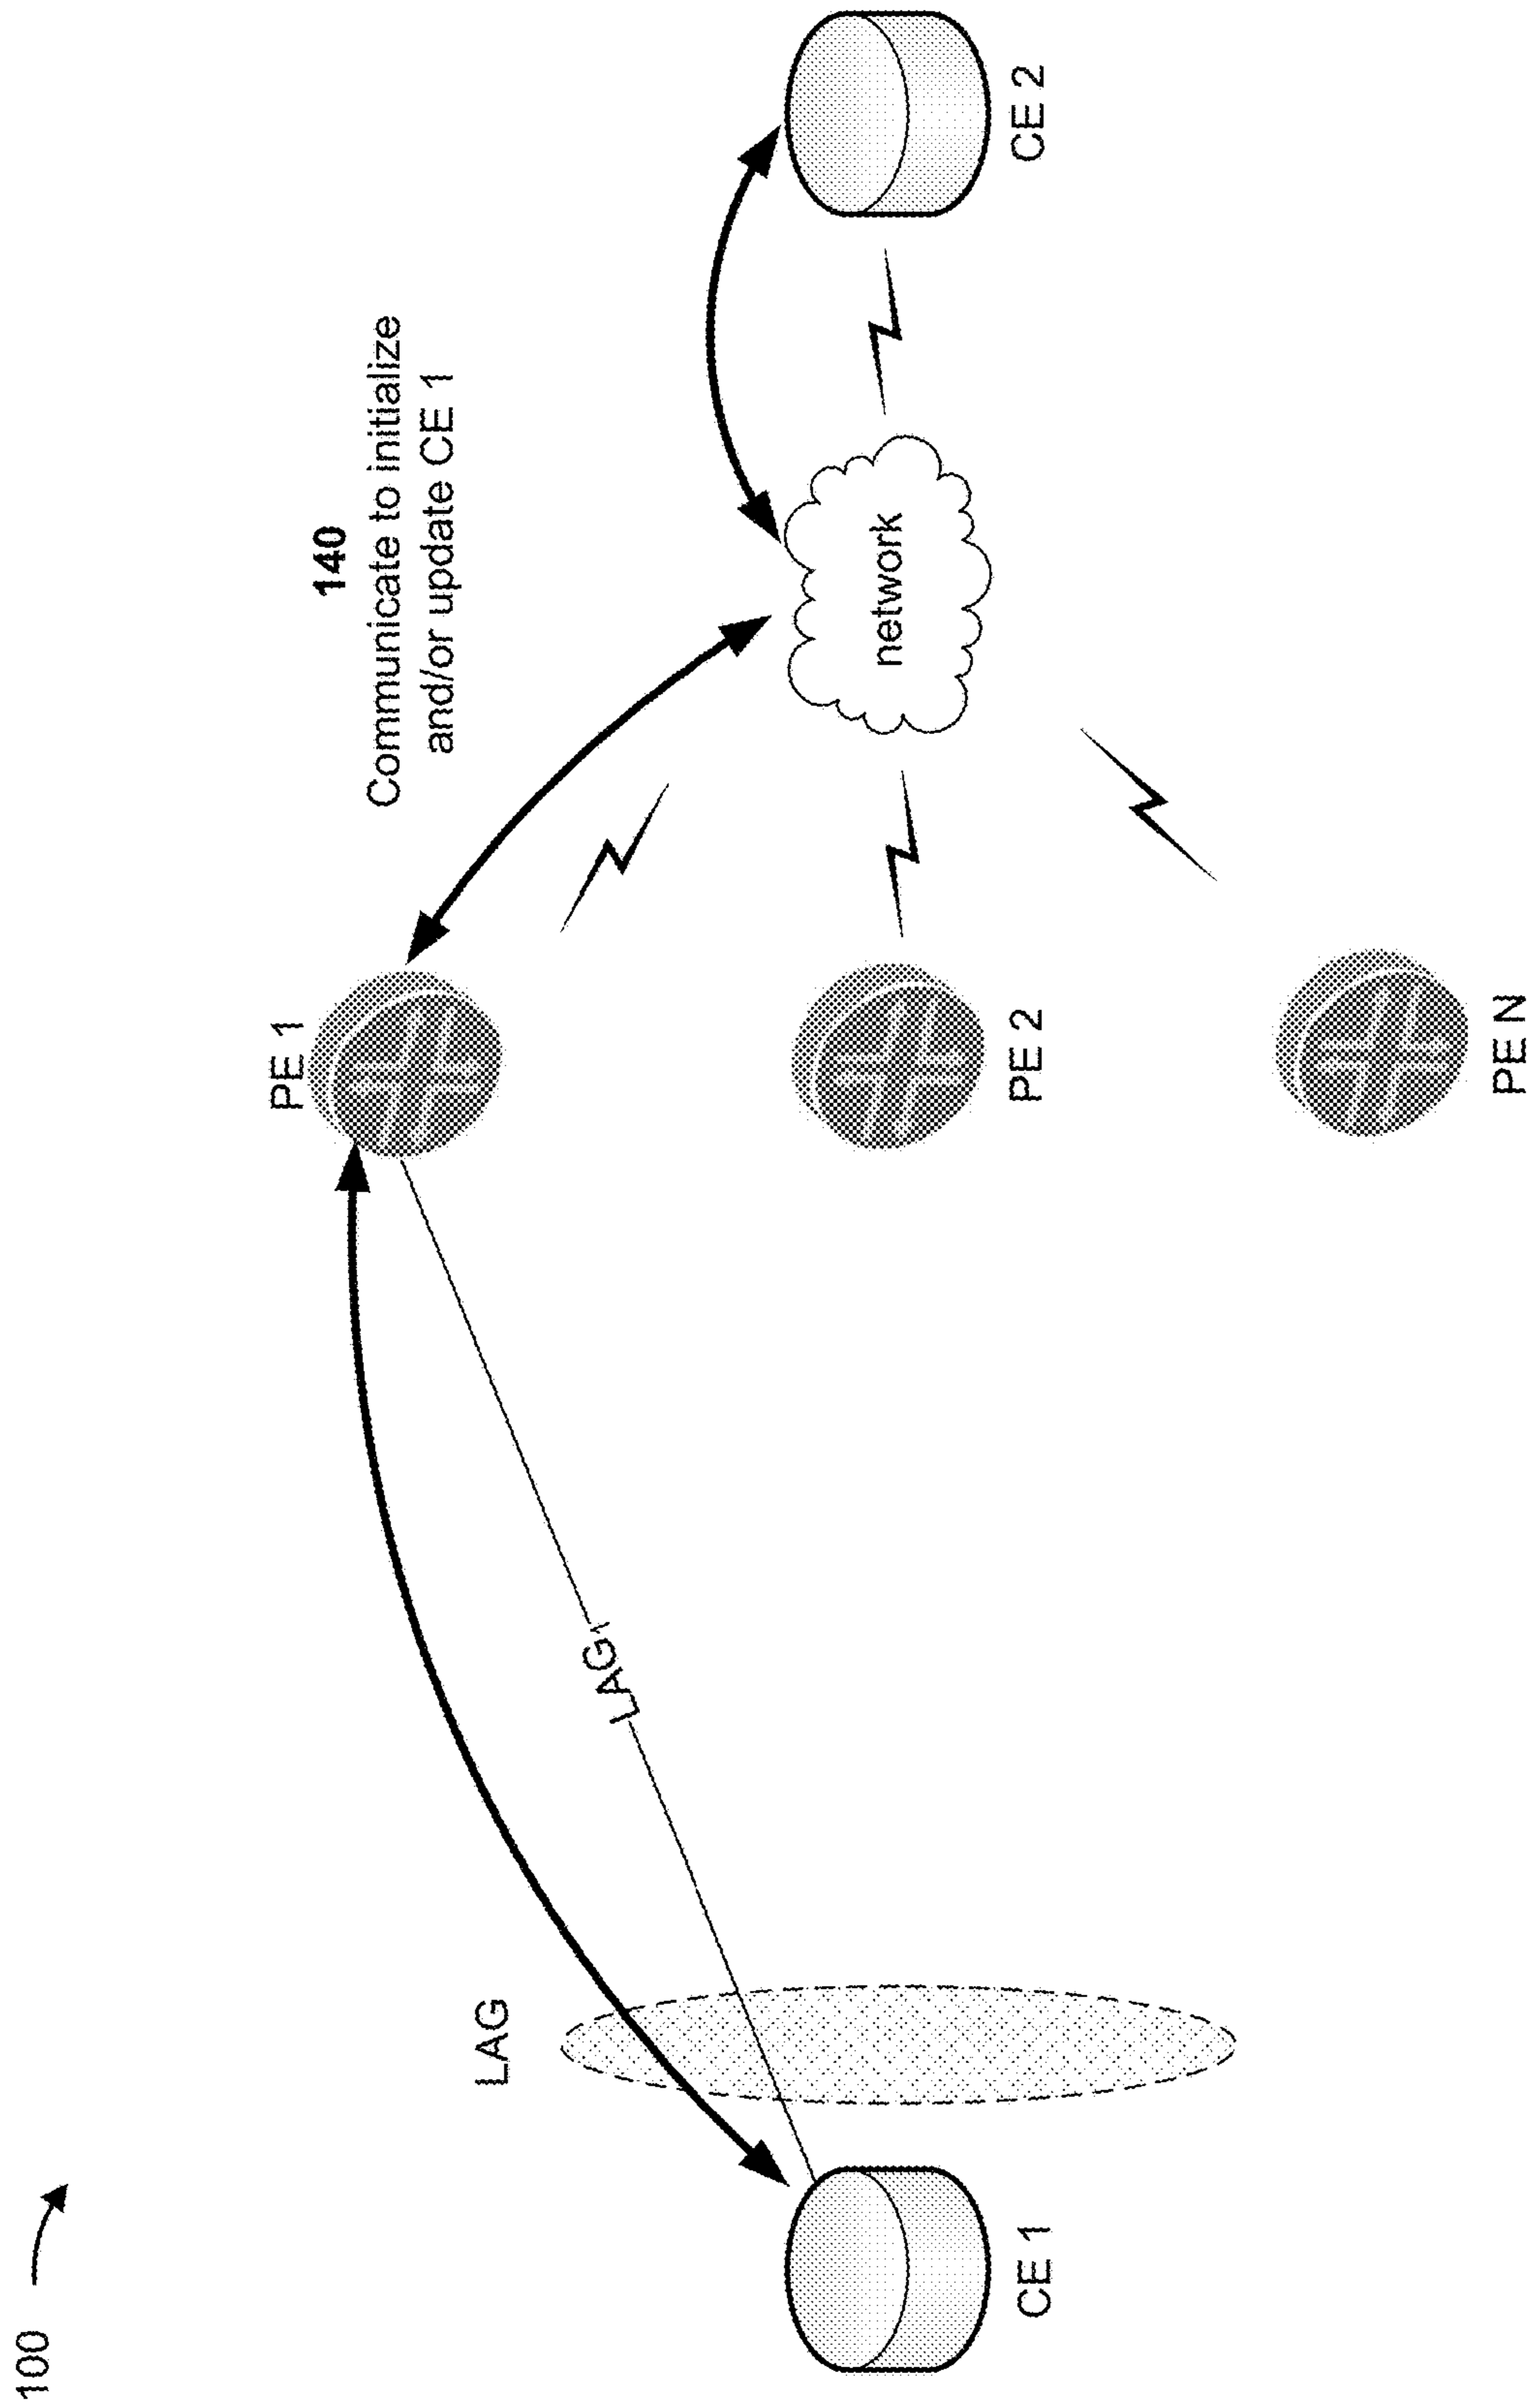 100
140
Communicate to initialize
and/or update CE 1
PE 1
LAG
LAG
network
CE 1
PE 2
CE 2
PE N